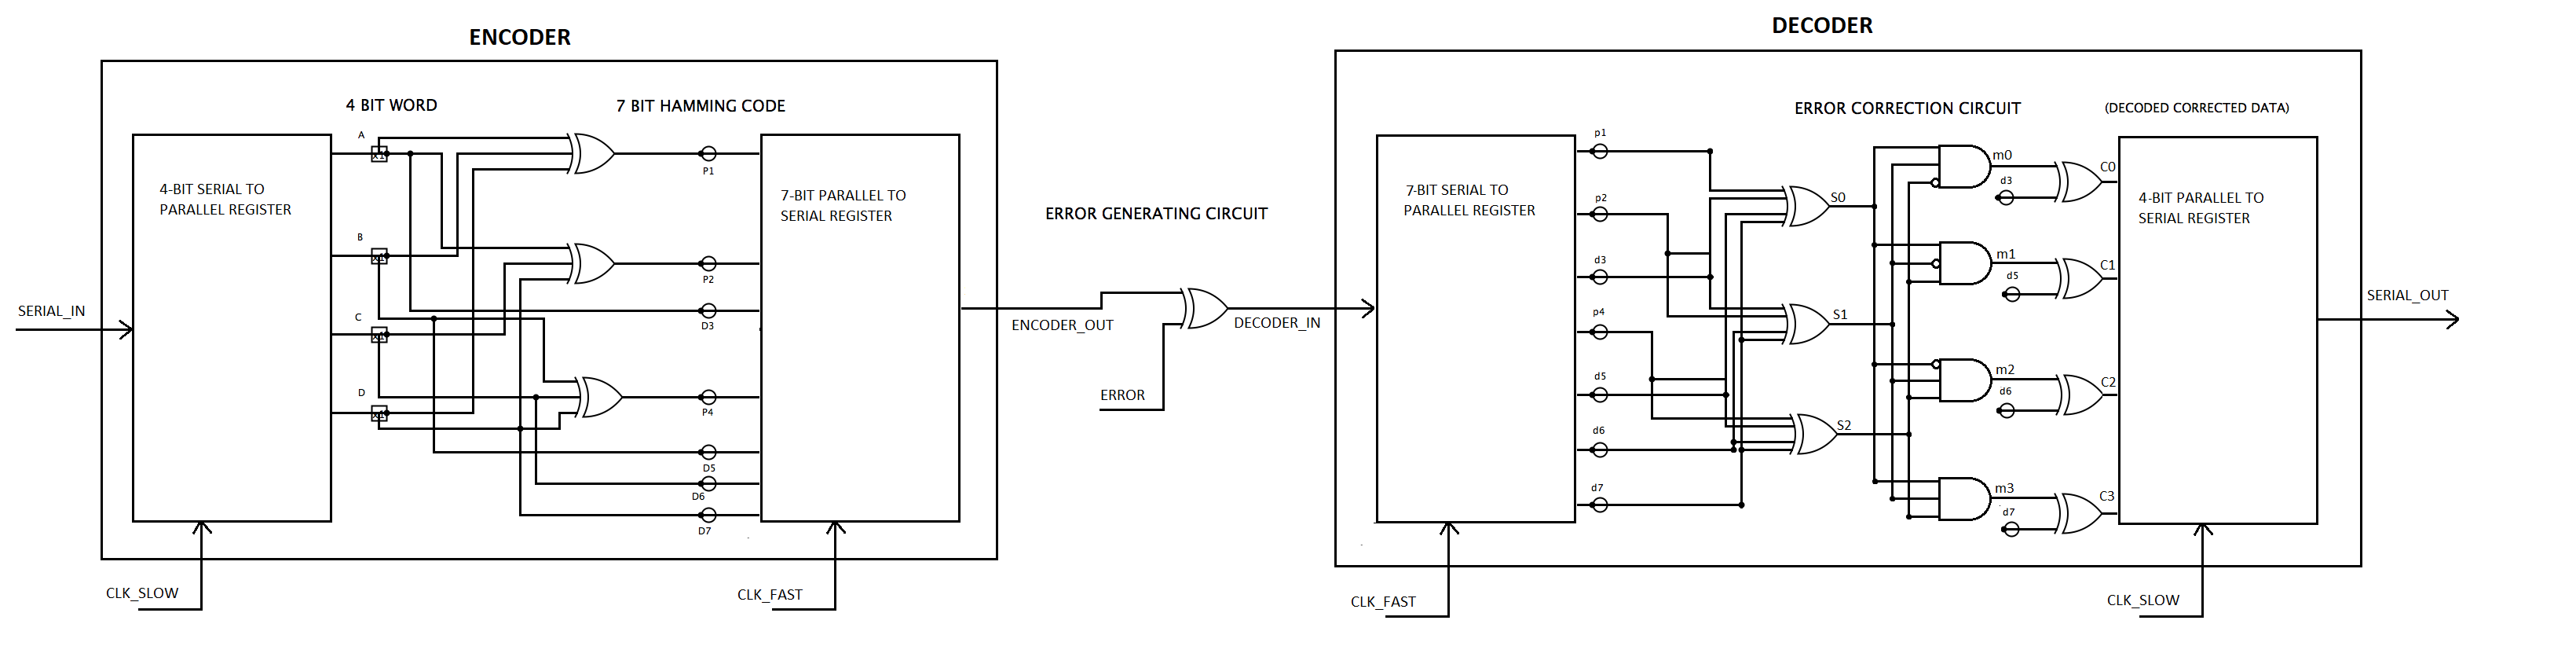 ENCODER
4 BIT WORD
7 BIT HAMMING CODE
A
B
C
D
x1
x1
x1
x1
4-BIT SERIAL TO
PARALLEL REGISTER
SERIAL_IN
CLK_SLOW
P1
P2
D3
P4
D5
D6
D7
7-BIT PARALLEL TO
SERIAL REGISTER
CLK_FAST
ERROR GENERATING CIRCUIT
ENCODER_OUT
ERROR
DECODER_IN
DECODER
7-BIT SERIAL TO
PARALLEL REGISTER
CLK_FAST
p1
p2
d3
p4
d5
d6
d7
ERROR CORRECTION CIRCUIT
S0
S1
S2
m0
d3
m1
d5
m2
d6
m3
d7
C0
C1
C2
C3
(DECODED CORRECTED DATA)
4-BIT PARALLEL TO
SERIAL REGISTER
CLK_SLOW
SERIAL_OUT